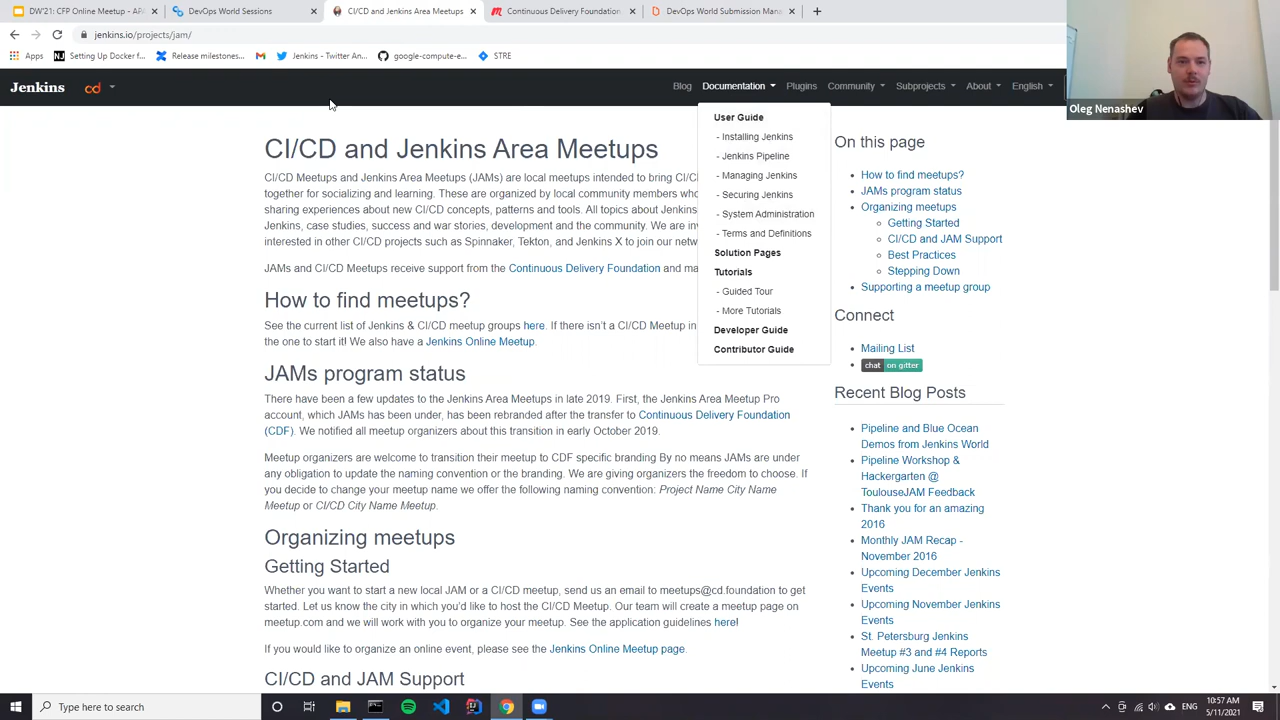 DW'21: CFP Online Meetup - AP
DevOps World Sessions
CI/CD and Jenkins Area Meetups
Continuous Delivery Foundation
DevOps World Submission Man
jenkins.io/projects/jam/
Apps
Setting Up Docker f...
Release milestones...
Jenkins - Twitter An...
google-compute-e...
STRE
Oleg Nenashev
Jenkins
cd
Blog
Documentation
Plugins
Community
Subprojects
About
English
User Guide
- Installing Jenkins
- Jenkins Pipeline
- Managing Jenkins
- Securing Jenkins
- System Administration
- Terms and Definitions
Solution Pages
Tutorials
- Guided Tour
- More Tutorials
Developer Guide
Contributor Guide
CI/CD and Jenkins Area Meetups
CI/CD Meetups and Jenkins Area Meetups (JAMs) are local meetups intended to bring CI/C
together for socializing and learning. These are organized by local community members who
sharing experiences about new CI/CD concepts, patterns and tools. All topics about Jenkins
Jenkins, case studies, success and war stories, development and the community. We are inv
interested in other CI/CD projects such as Spinnaker, Tekton, and Jenkins X to join our netw
JAMs and CI/CD Meetups receive support from the Continuous Delivery Foundation and ma
How to find meetups?
See the current list of Jenkins & CI/CD meetup groups here. If there isn't a CI/CD Meetup in
the one to start it! We also have a Jenkins Online Meetup.
JAMs program status
There have been a few updates to the Jenkins Area Meetups in late 2019. First, the Jenkins Area Meetup Pro
account, which JAMs has been under, has been rebranded after the transfer to Continuous Delivery Foundation
(CDF). We notified all meetup organizers about this transition in early October 2019.
Meetup organizers are welcome to transition their meetup to CDF specific branding By no means JAMs are under
any obligation to update the naming convention or the branding. We are giving organizers the freedom to choose. If
you decide to change your meetup name we offer the following naming convention: Project Name City Name
Meetup or CI/CD City Name Meetup.
Organizing meetups
Getting Started
Whether you want to start a new local JAM or a CI/CD meetup, send us an email to meetups@cd.foundation to get
started. Let us know the city in which you'd like to host the CI/CD Meetup. Our team will create a meetup page on
meetup.com and we will work with you to organize your meetup. See the application guidelines here!
If you would like to organize an online event, please see the Jenkins Online Meetup page.
CI/CD and JAM Support
On this page
How to find meetups?
JAMs program status
Organizing meetups
Getting Started
CI/CD and JAM Support
Best Practices
Stepping Down
Supporting a meetup group
Connect
Mailing List
chat on gitter
Recent Blog Posts
Pipeline and Blue Ocean
Demos from Jenkins World
Pipeline Workshop &
Hackergarten @
ToulouseJAM Feedback
Thank you for an amazing
2016
Monthly JAM Recap -
November 2016
Upcoming December Jenkins
Events
Upcoming November Jenkins
Events
St. Petersburg Jenkins
Meetup #3 and #4 Reports
Upcoming June Jenkins
Events
Type here to search
ENG
10:57 AM
5/11/2021